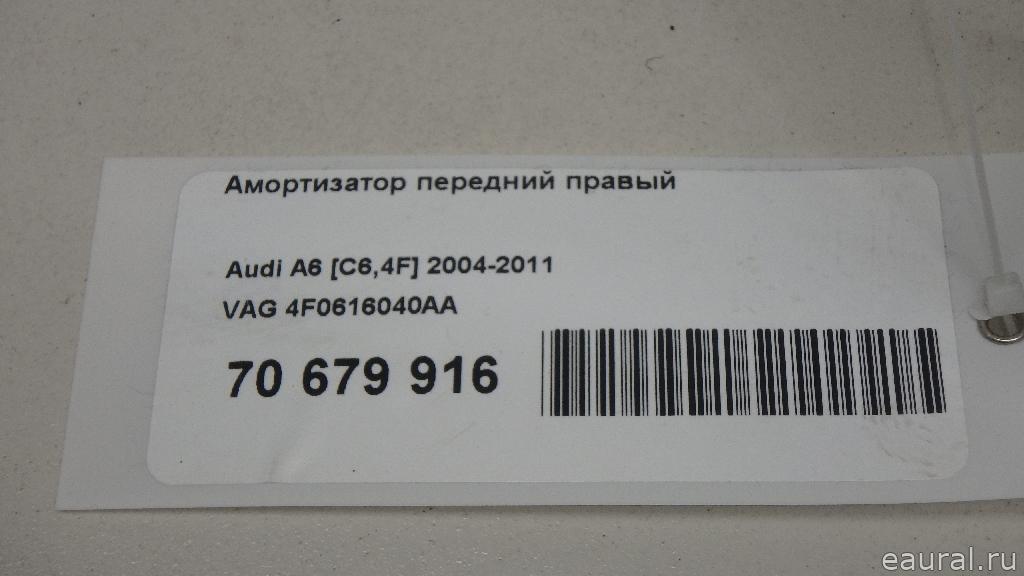 Амортизатор передний правый
Audi A6 [C6,4F] 2004-2011
VAG 4F0616040AA
70 679 916
eaural.ru